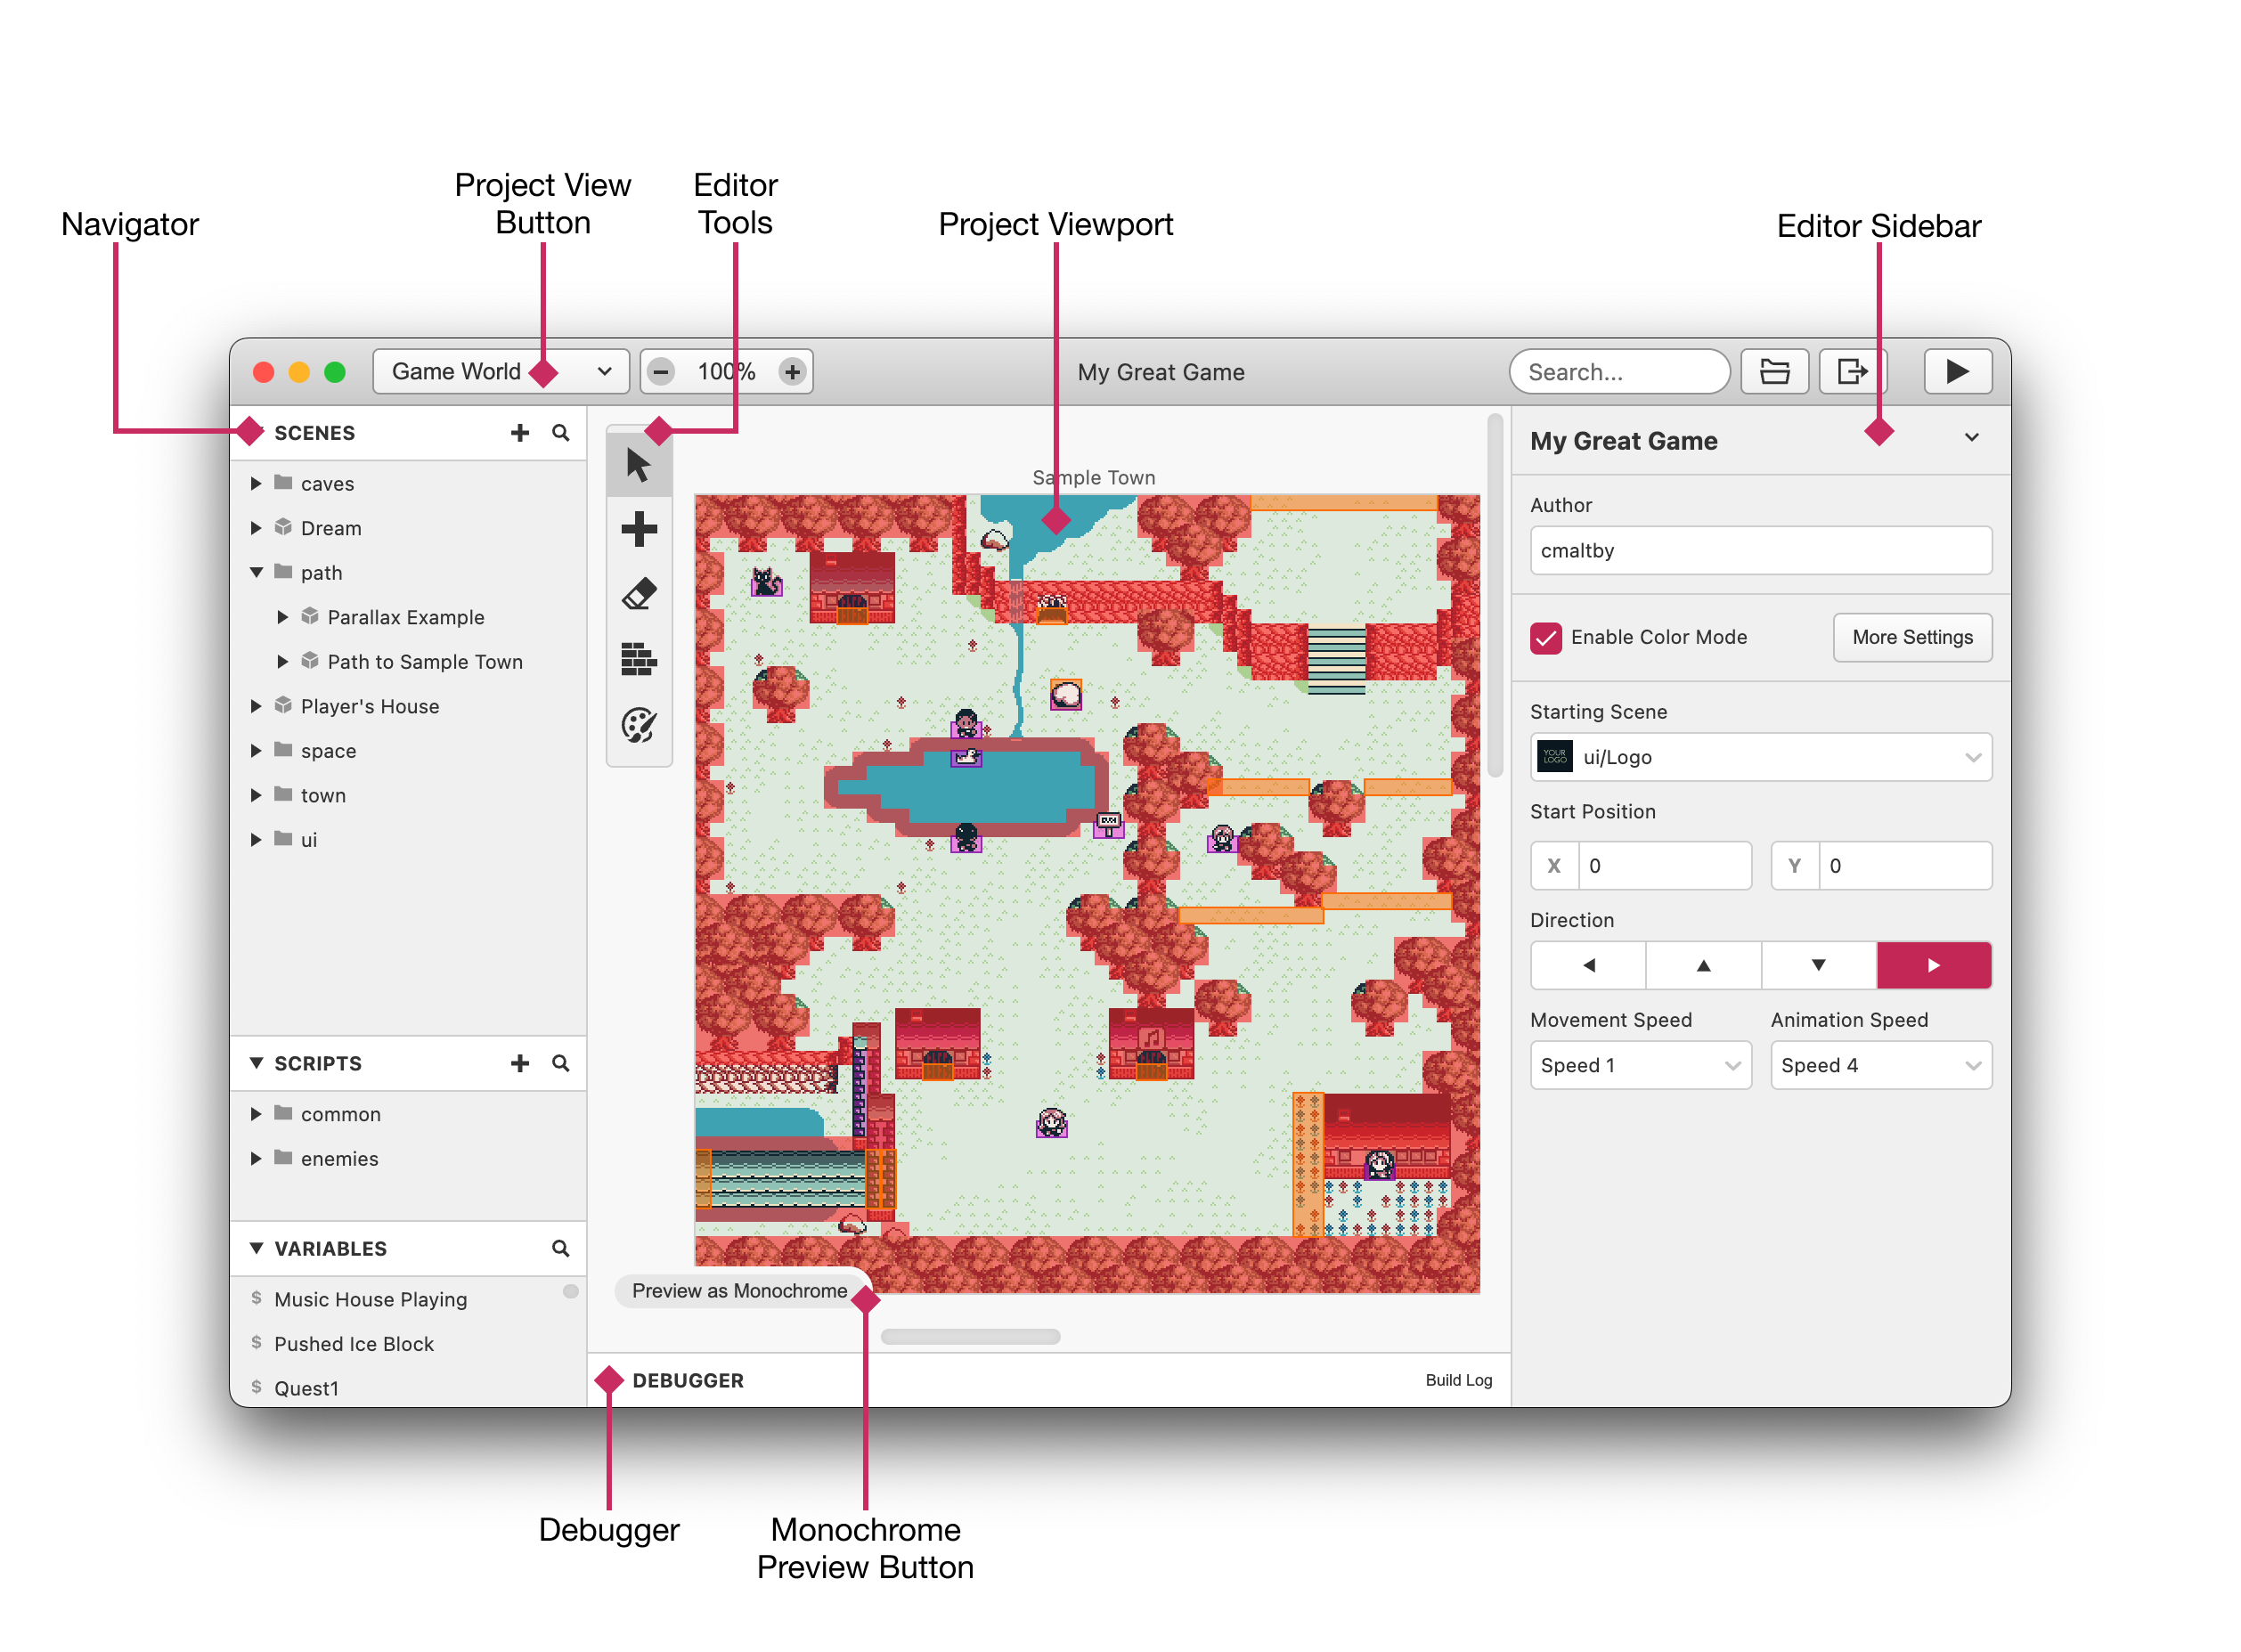 Project View
Button
Editor
Tools
Navigator
Project Viewport
Editor Sidebar
Game World
100%
My Great Game
Search...
SCENES
caves
Dream
path
Parallax Example
Path to Sample Town
Player's House
space
town
ui
SCRIPTS
common
enemies
VARIABLES
$ Music House Playing
$ Pushed Ice Block
$ Quest1
Sample Town
Preview as Monochrome
DEBUGGER
Build Log
My Great Game
Author
cmaltby
Enable Color Mode
More Settings
Starting Scene
YOUR
LOGO
ui/Logo
Start Position
X 0
Y 0
Direction
Movement Speed
Animation Speed
Speed 1
Speed 4
Debugger
Monochrome
Preview Button